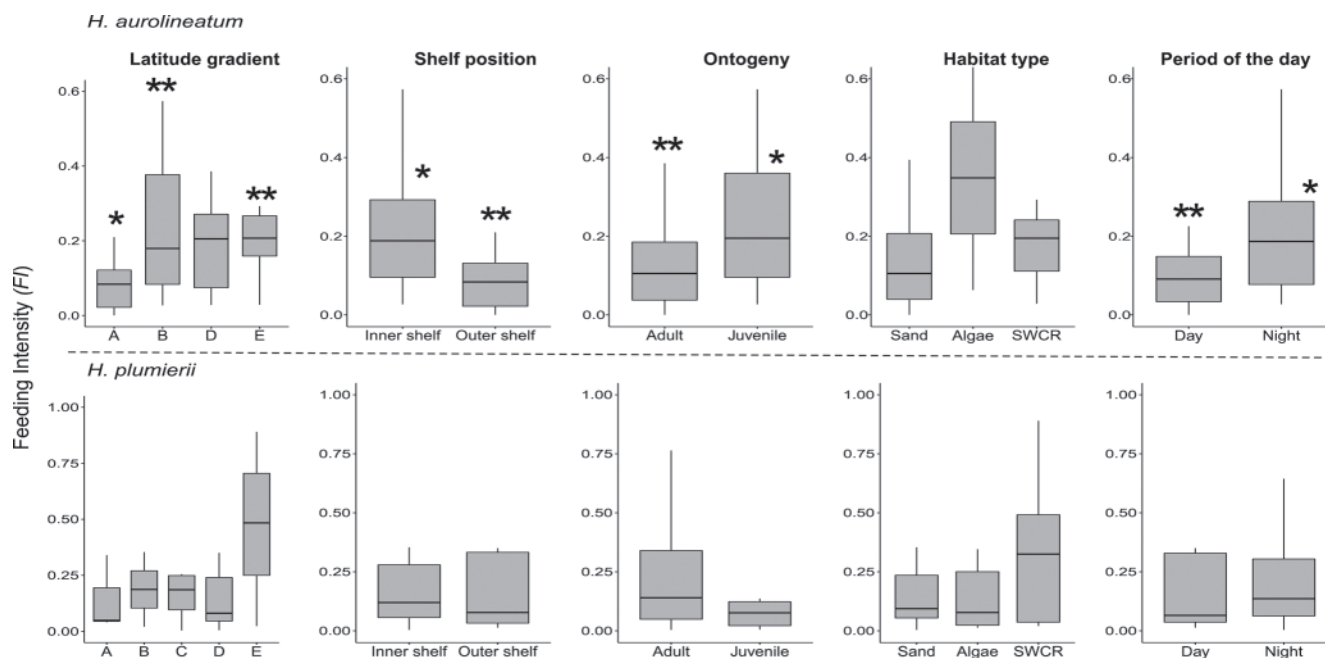 H. aurolineatum
Latitude gradient
Shelf position
Ontogeny
Habitat type
Period of the day
Feeding Intensity (FI)
0.6
0.4
0.2
0.0
* ** **
A B D E
0.6
0.4
0.2
0.0
* **
Inner shelf Outer shelf
0.6
0.4
0.2
0.0
** *
Adult Juvenile
0.6
0.4
0.2
0.0
Sand Algae SWCR
0.6
0.4
0.2
0.0
** *
Day Night
H. plumierii
1.00
0.75
0.50
0.25
0.00
A B C D E
1.00
0.75
0.50
0.25
0.00
Inner shelf Outer shelf
1.00
0.75
0.50
0.25
0.00
Adult Juvenile
1.00
0.75
0.50
0.25
0.00
Sand Algae SWCR
1.00
0.75
0.50
0.25
0.00
Day Night